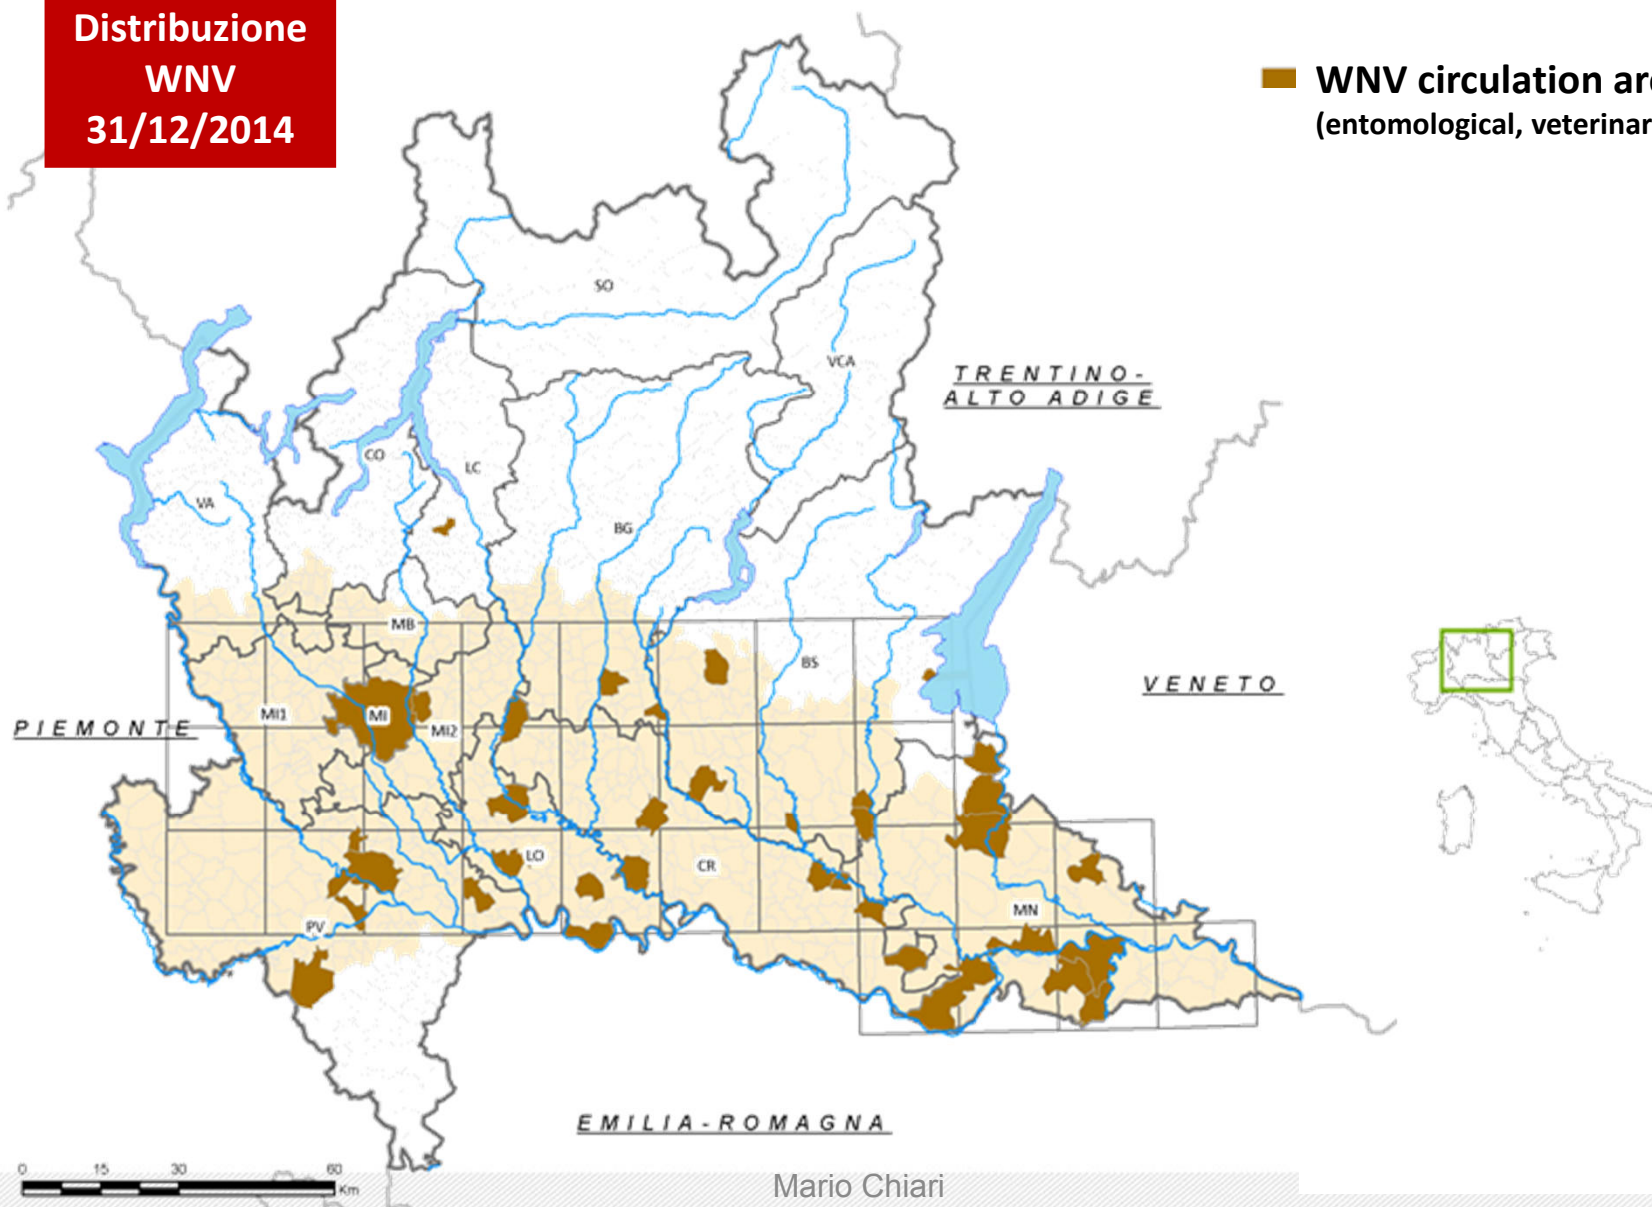 Distribuzione
WNV
31/12/2014
WNV circulation are
(entomological, veterinar
SO
VCA
TRENTINO-
ALTO ADIGE
CO
LC
VA
BG
MB
BS
VENETO
MI1
MI
MI2
PIEMONTE
LO
CR
MN
PV
EMILIA-ROMAGNA
0 15 30 60
Km
Mario Chiari